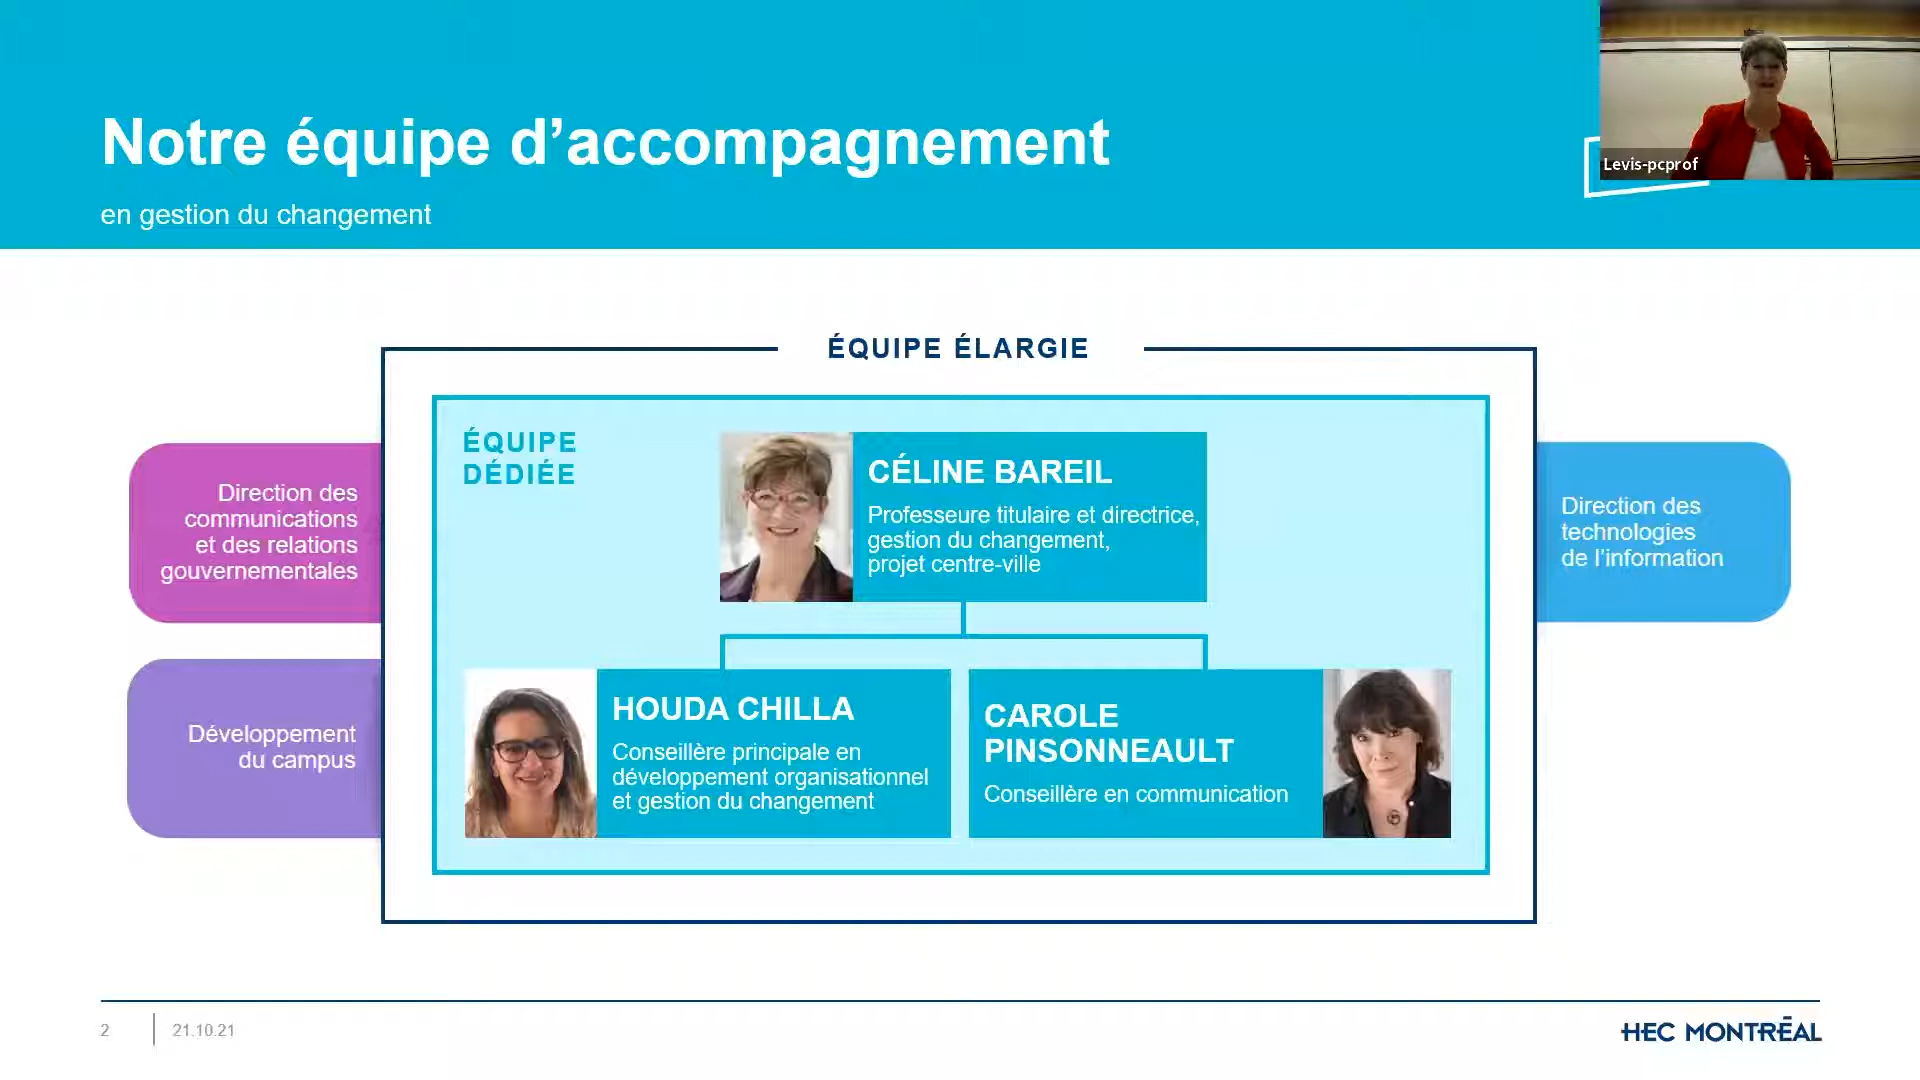 Notre équipe d’accompagnement
en gestion du changement
Levis-pcprof
ÉQUIPE ÉLARGIE
ÉQUIPE
DÉDIÉE
CÉLINE BAREIL
Professeure titulaire et directrice,
gestion du changement,
projet centre-ville
Direction des
communications
et des relations
gouvernementales
Direction des
technologies
de l’information
Développement
du campus
HOUDA CHILLA
Conseillère principale en
développement organisationnel
et gestion du changement
CAROLE
PINSONNEAULT
Conseillère en communication
2
21.10.21
HEC MONTRÉAL